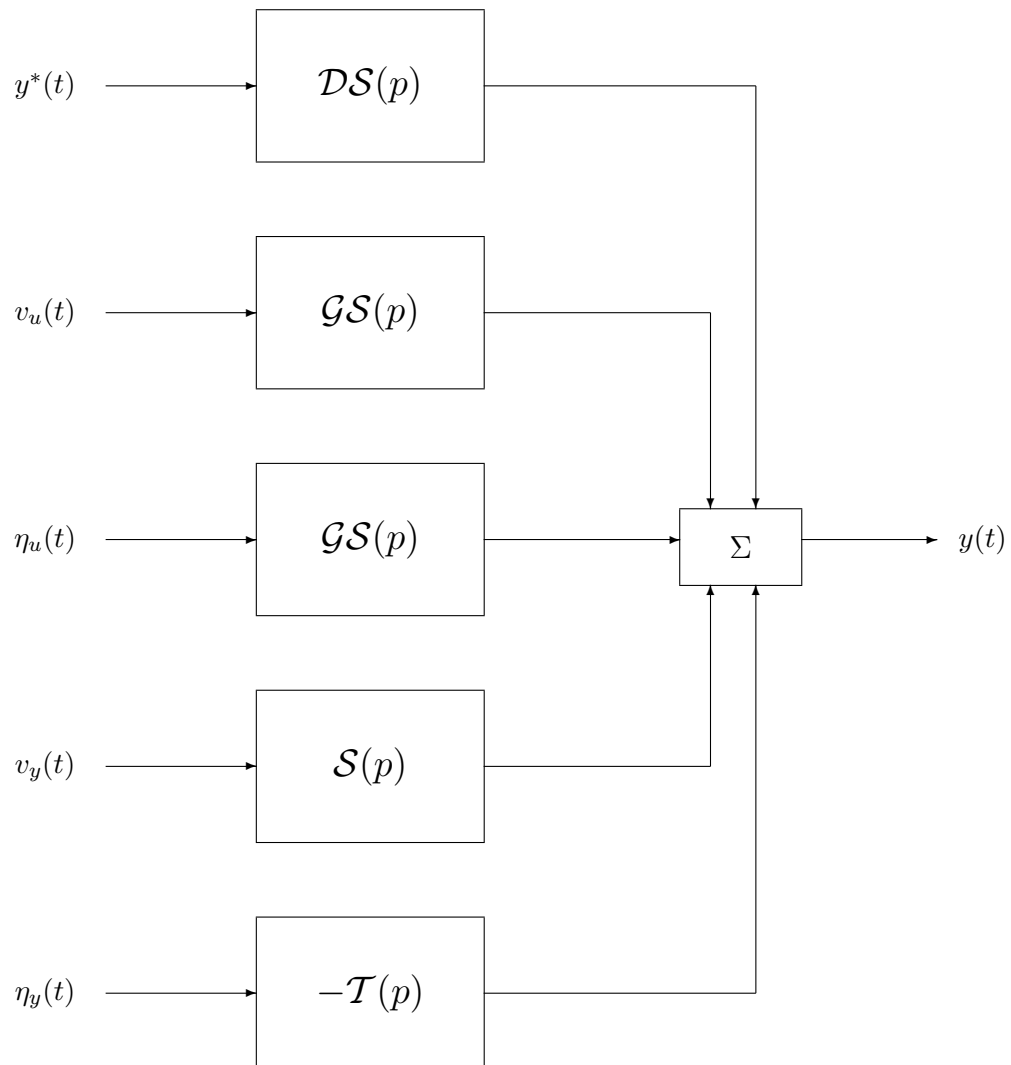 y*(t) 𝒟𝒮(p)
v_u(t) 𝒢𝒮(p)
η_u(t) 𝒢𝒮(p) Σ y(t)
v_y(t) 𝒮(p)
η_y(t) −𝒯(p)